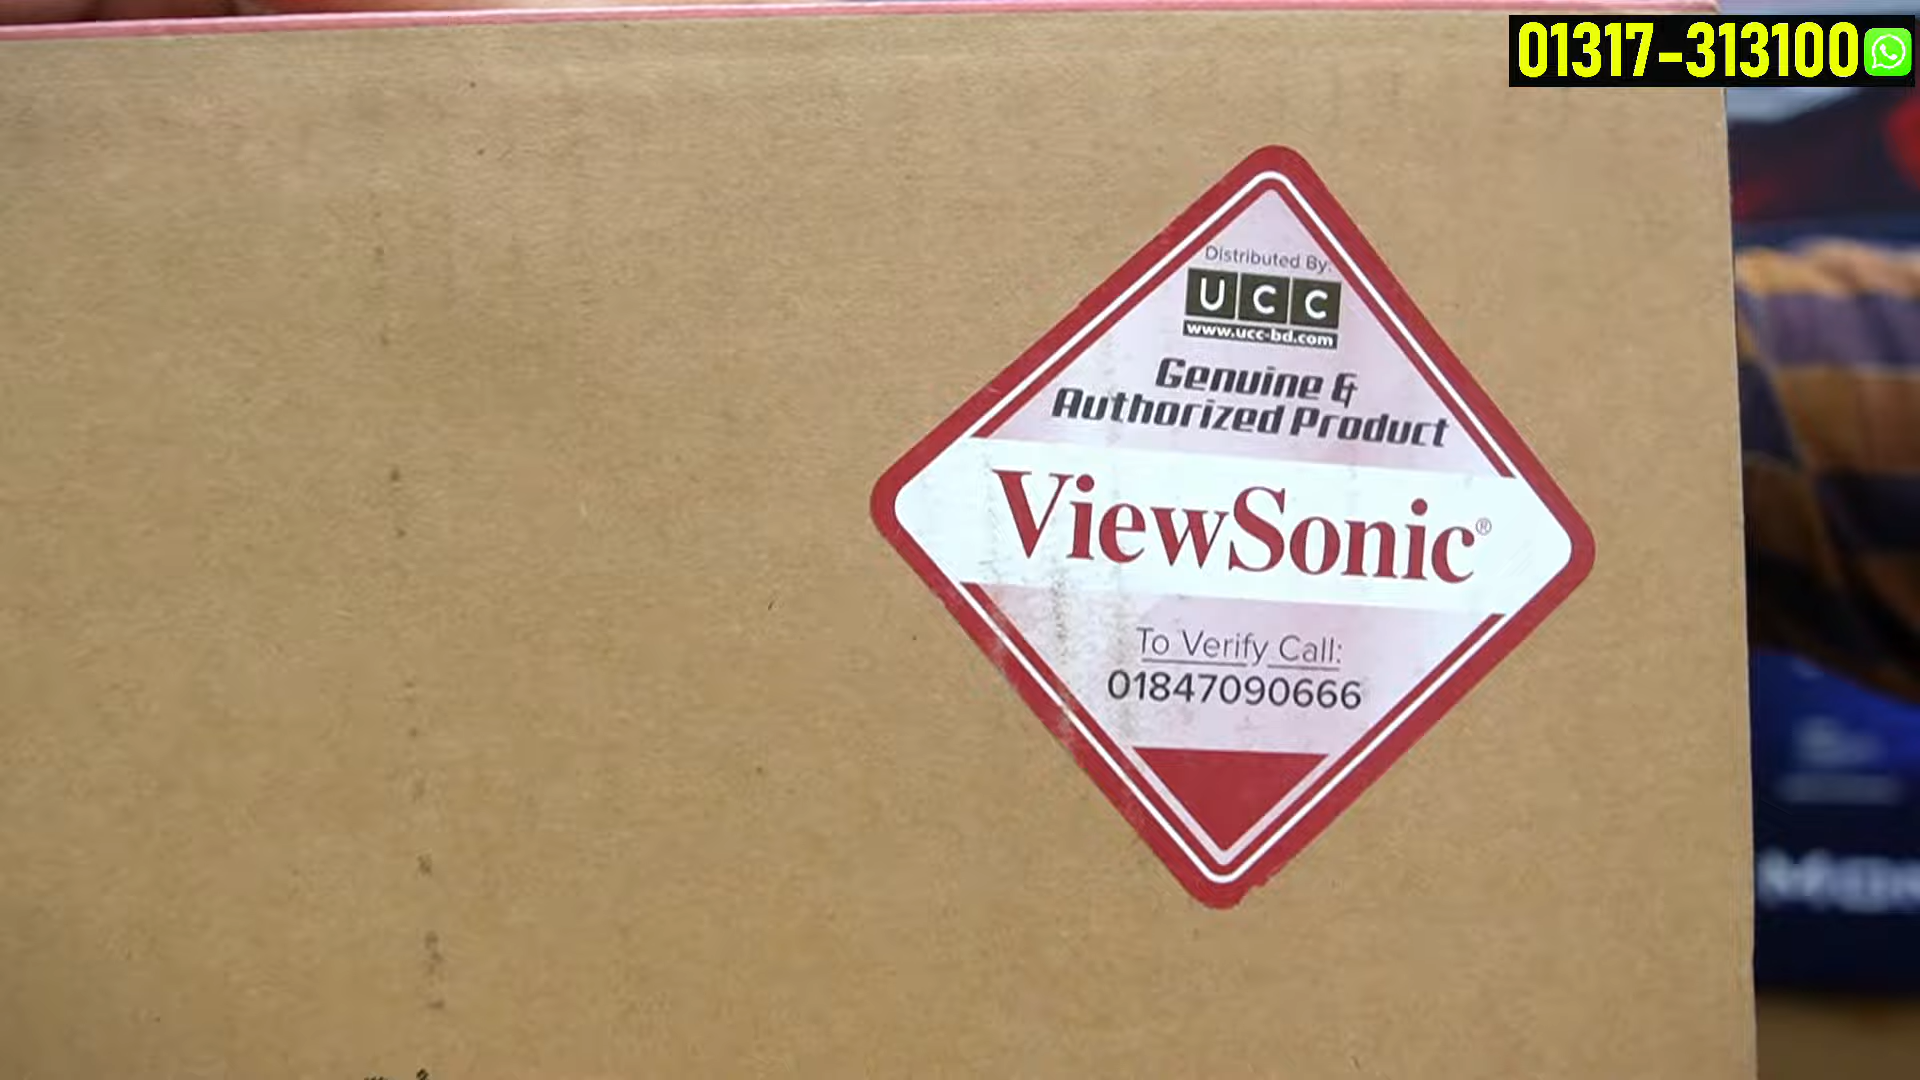 01317-313100
Distributed By:
UCC
www.ucc-bd.com
Genuine &
Authorized Product
ViewSonic®
To Verify Call:
01847090666